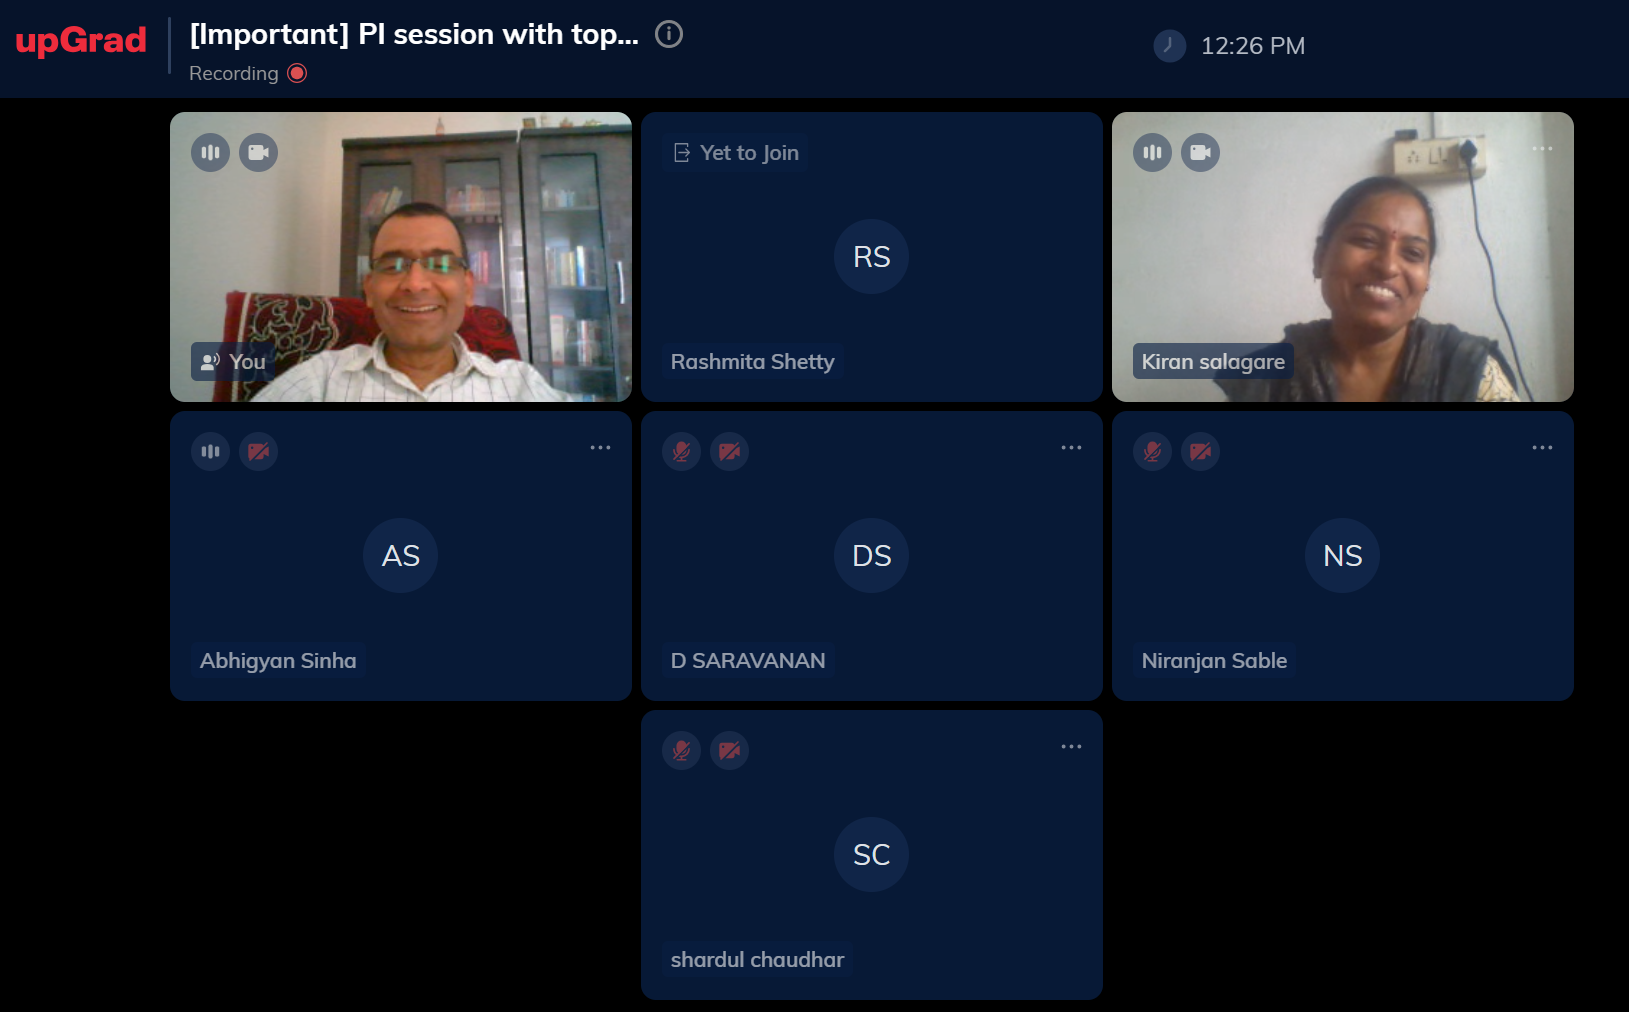 upGrad
[Important] PI session with top...
Recording
12:26 PM
You
Yet to Join
RS
Rashmita Shetty
Kiran salagare
AS
Abhigyan Sinha
DS
D SARAVANAN
NS
Niranjan Sable
SC
shardul chaudhar